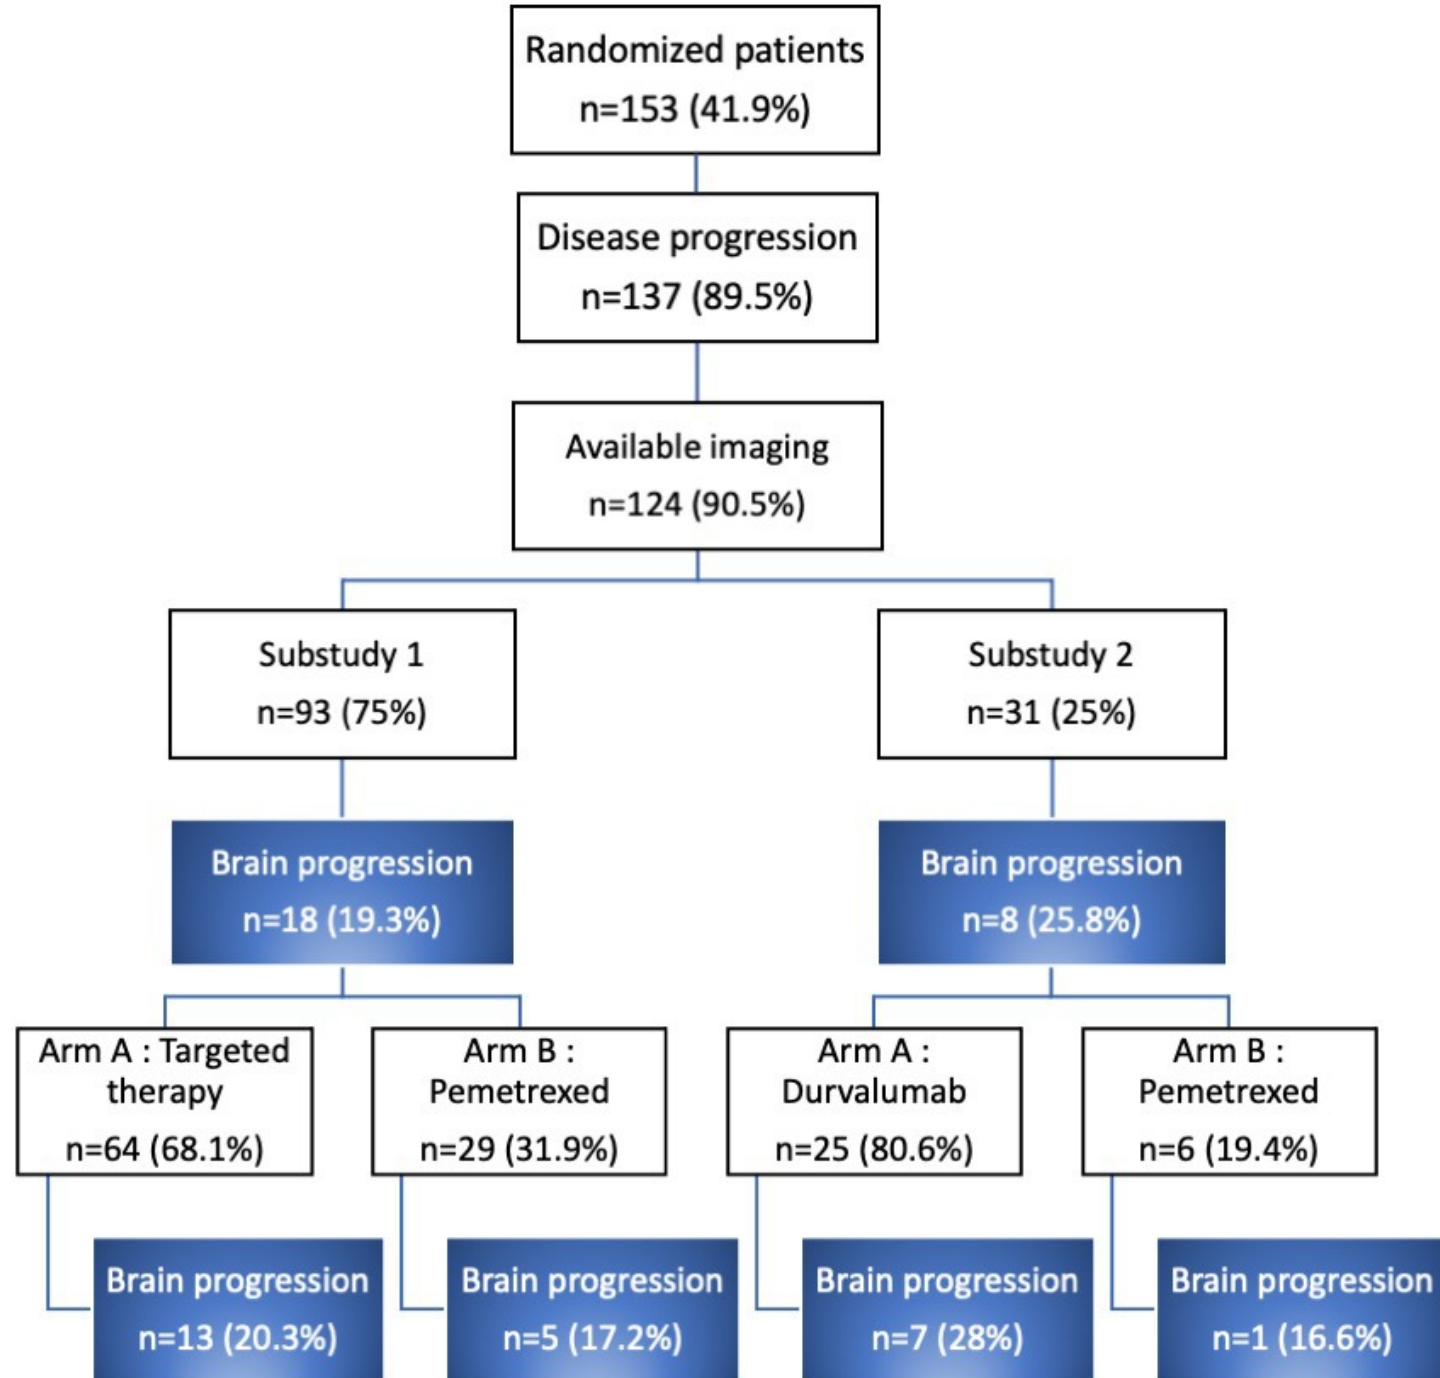 Randomized patients
n=153 (41.9%)
Disease progression
n=137 (89.5%)
Available imaging
n=124 (90.5%)
Substudy 1
n=93 (75%)
Substudy 2
n=31 (25%)
Brain progression
n=18 (19.3%)
Brain progression
n=8 (25.8%)
Arm A : Targeted
therapy
n=64 (68.1%)
Arm B :
Pemetrexed
n=29 (31.9%)
Arm A :
Durvalumab
n=25 (80.6%)
Arm B :
Pemetrexed
n=6 (19.4%)
Brain progression
n=13 (20.3%)
Brain progression
n=5 (17.2%)
Brain progression
n=7 (28%)
Brain progression
n=1 (16.6%)